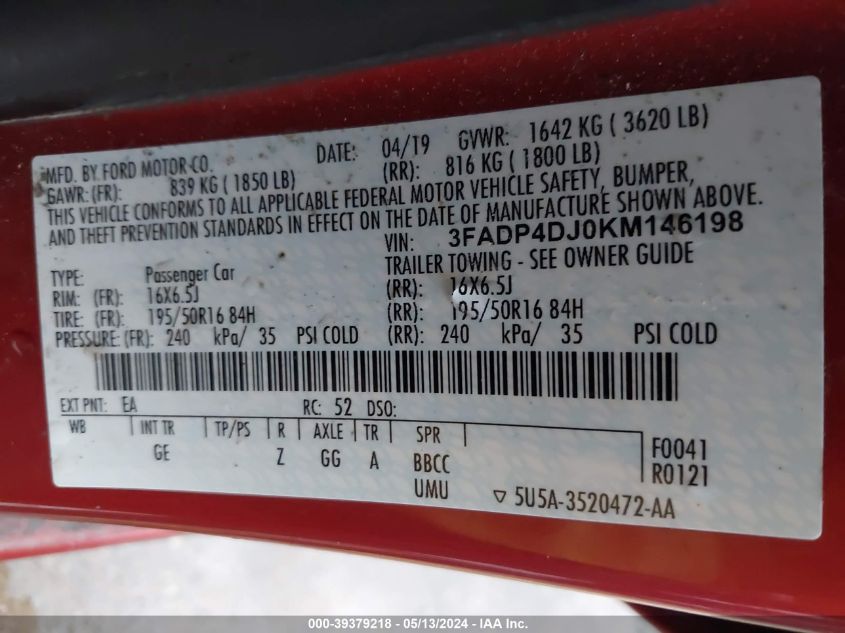 MFD. BY FORD MOTOR CO. DATE: 04/19 GVWR: 1642 KG ( 3620 LB)
GAWR: (FR): 839 KG ( 1850 LB) (RR): 816 KG ( 1800 LB)
THIS VEHICLE CONFORMS TO ALL APPLICABLE FEDERAL MOTOR VEHICLE SAFETY, BUMPER,
AND THEFT PREVENTION STANDARDS IN EFFECT ON THE DATE OF MANUFACTURE SHOWN ABOVE.
VIN: 3FADP4DJ0KM146198
TYPE: Passenger Car TRAILER TOWING - SEE OWNER GUIDE
RIM: (FR): 16X6.5J (RR): 16X6.5J
TIRE: (FR): 195/50R16 84H (RR): 195/50R16 84H
PRESSURE: (FR): 240 kPa/ 35 PSI COLD (RR): 240 kPa/ 35 PSI COLD
EXT PNT: EA RC: 52 DSO:
WB INT TR TP/PS R AXLE TR SPR F0041
GE Z GG A BBCC R0121
UMU ▽ 5U5A-3520472-AA
000-39379218 - 05/13/2024 - IAA Inc.